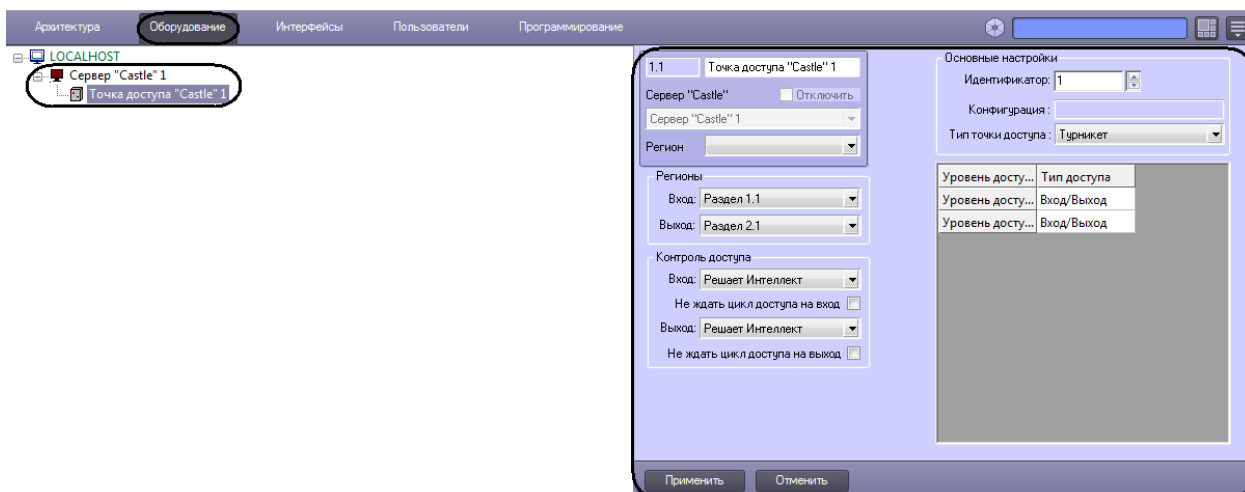 Архитектура Оборудование Интерфейсы Пользователи Программирование
LOCALHOST
Сервер "Castle" 1
Точка доступа "Castle" 1
1.1 Точка доступа "Castle" 1
Сервер "Castle" Отключить
Сервер "Castle" 1
Регион
Регионы
Вход: Раздел 1.1
Выход: Раздел 2.1
Контроль доступа
Вход: Решает Интеллект
Не ждать цикл доступа на вход
Выход: Решает Интеллект
Не ждать цикл доступа на выход
Основные настройки
Идентификатор: 1
Конфигурация :
Тип точки доступа : Турникет
Уровень досту... Тип доступа
Уровень досту... Вход/Выход
Уровень досту... Вход/Выход
Применить Отменить